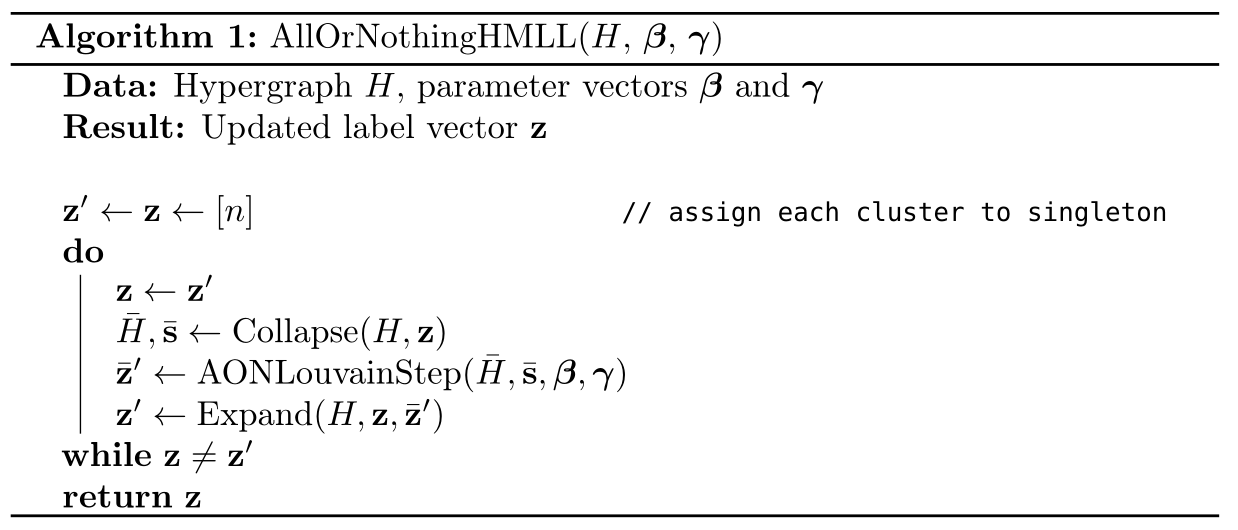 Algorithm 1: AllOrNothingHMLL(H, β, γ)
Data: Hypergraph H, parameter vectors β and γ
Result: Updated label vector z
z′ ← z ← [n] // assign each cluster to singleton
do
z ← z′
H̄, s̄ ← Collapse(H, z)
z̄′ ← AONLouvainStep(H̄, s̄, β, γ)
z′ ← Expand(H, z, z̄′)
while z ≠ z′
return z